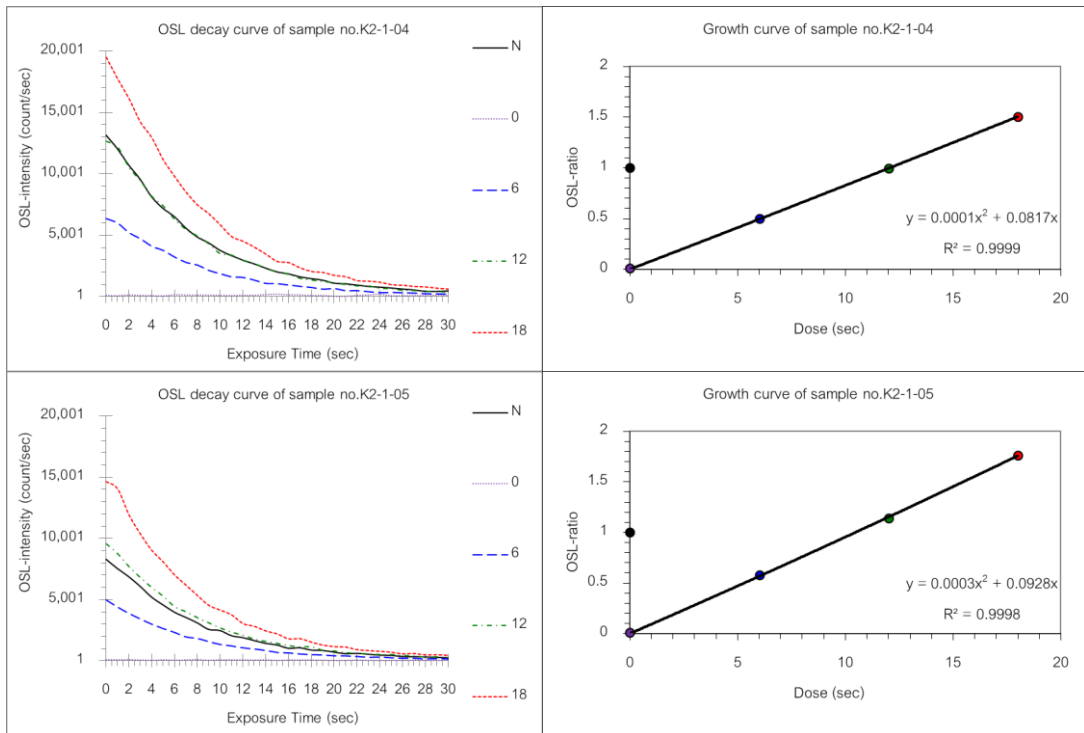 OSL decay curve of sample no.K2-1-04
OSL-intensity (count/sec)
20,001
15,001
10,001
5,001
1
0 2 4 6 8 10 12 14 16 18 20 22 24 26 28 30
Exposure Time (sec)
N
0
6
12
18
Growth curve of sample no.K2-1-04
OSL-ratio
2
1.5
1
0.5
0
0 5 10 15 20
Dose (sec)
y = 0.0001x² + 0.0817x
R² = 0.9999
OSL decay curve of sample no.K2-1-05
OSL-intensity (count/sec)
20,001
15,001
10,001
5,001
1
0 2 4 6 8 10 12 14 16 18 20 22 24 26 28 30
Exposure Time (sec)
N
0
6
12
18
Growth curve of sample no.K2-1-05
OSL-ratio
2
1.5
1
0.5
0
0 5 10 15 20
Dose (sec)
y = 0.0003x² + 0.0928x
R² = 0.9998